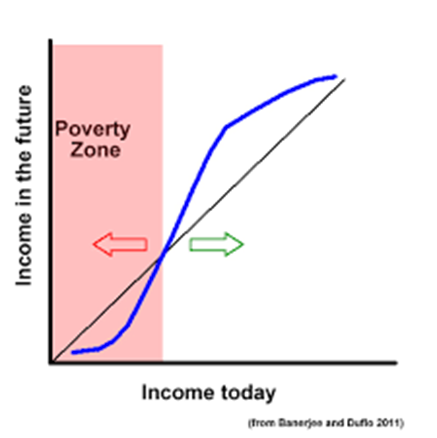 Poverty
Zone
Income in the future
Income today
(from Banerjee and Duflo 2011)